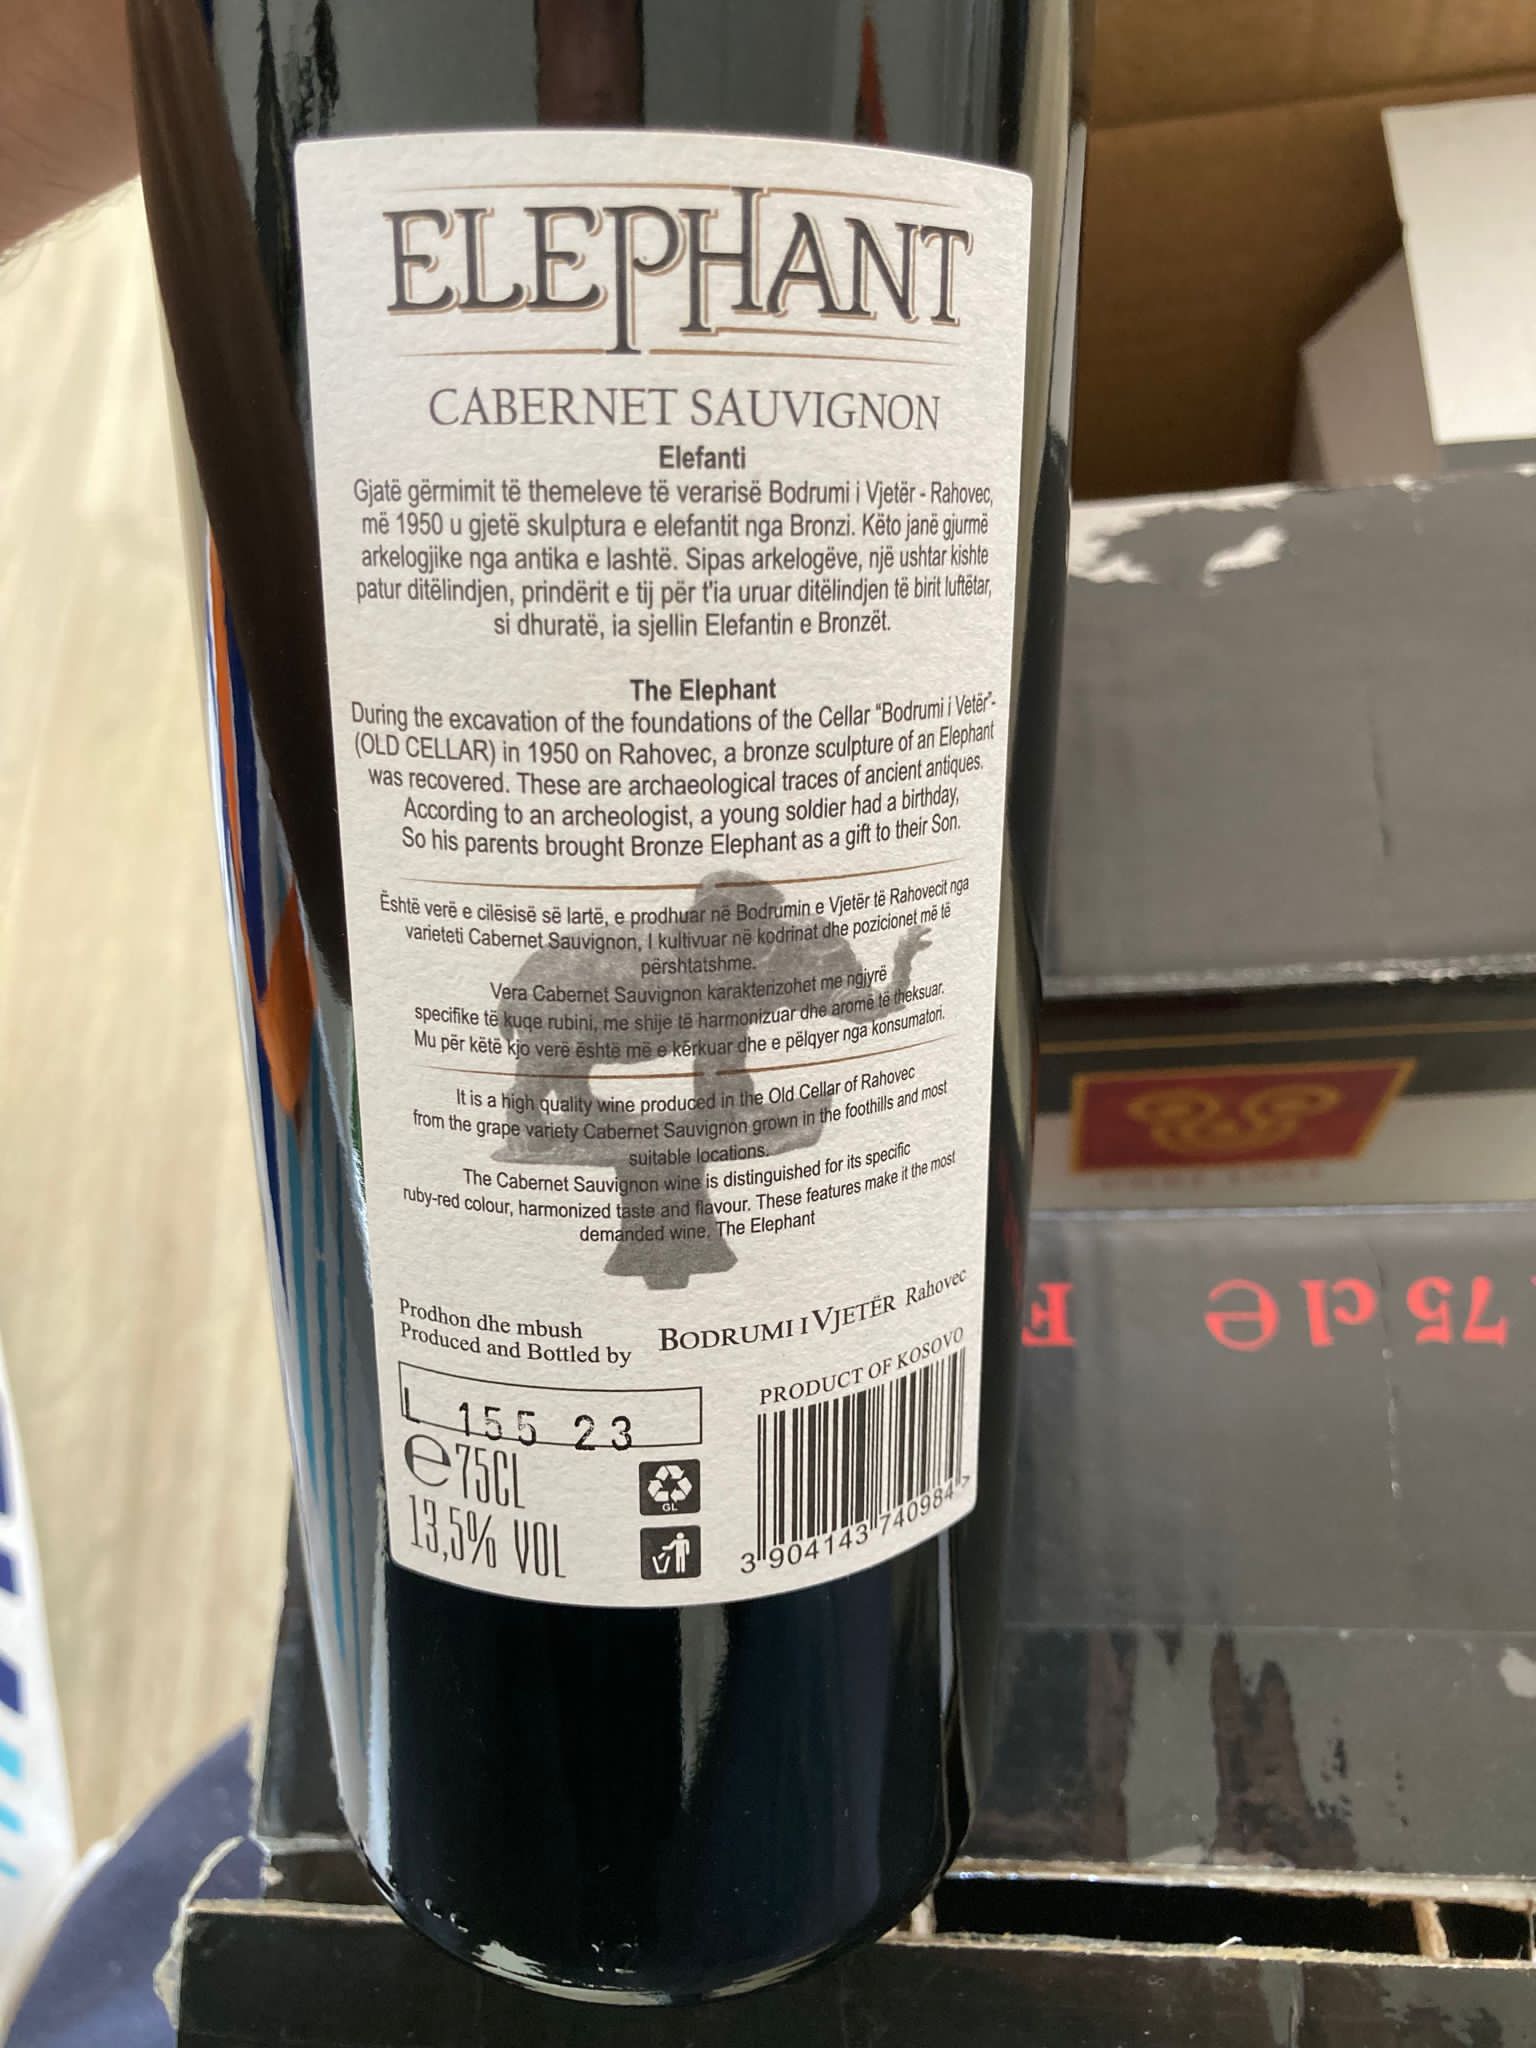 ELEPHANT
CABERNET SAUVIGNON
Elefanti
Gjatë gërmimit të themeleve të verarisë Bodrumi i Vjetër - Rahovec,
më 1950 u gjetë skulptura e elefantit nga Bronzi. Këto janë gjurmë
arkelogjike nga antika e lashtë. Sipas arkelogëve, një ushtar kishte
patur ditëlindjen, prindërit e tij për t'ia uruar ditëlindjen të birit luftëtar,
si dhuratë, ia sjellin Elefantin e Bronzët.
The Elephant
During the excavation of the foundations of the Cellar "Bodrumi i Vetër"-
(OLD CELLAR) in 1950 on Rahovec, a bronze sculpture of an Elephant
was recovered. These are archaeological traces of ancient antiques.
According to an archeologist, a young soldier had a birthday,
So his parents brought Bronze Elephant as a gift to their Son.
Është verë e cilësisë së lartë, e prodhuar në Bodrumin e Vjetër të Rahovecit nga
varieteti Cabernet Sauvignon, I kultivuar në kodrinat dhe pozicionet më të
përshtatshme.
Vera Cabernet Sauvignon karakterizohet me ngjyrë
specifike të kuqe rubini, me shije të harmonizuar dhe aromë të theksuar.
Mu për këtë kjo verë është më e kërkuar dhe e pëlqyer nga konsumatori.
It is a high quality wine produced in the Old Cellar of Rahovec
from the grape variety Cabernet Sauvignon grown in the foothills and most
suitable locations.
The Cabernet Sauvignon wine is distinguished for its specific
ruby-red colour, harmonized taste and flavour. These features make it the most
demanded wine. The Elephant
Prodhon dhe mbush
Produced and Bottled by
BODRUMI I VJETËR Rahovec
PRODUCT OF KOSOVO
L 155 23
e 75CL
13,5% VOL
GL
3 904143 740984
75 cl e